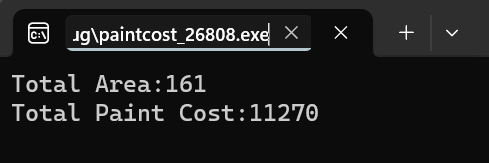 ug\paintcost_26808.exe
Total Area:161
Total Paint Cost:11270